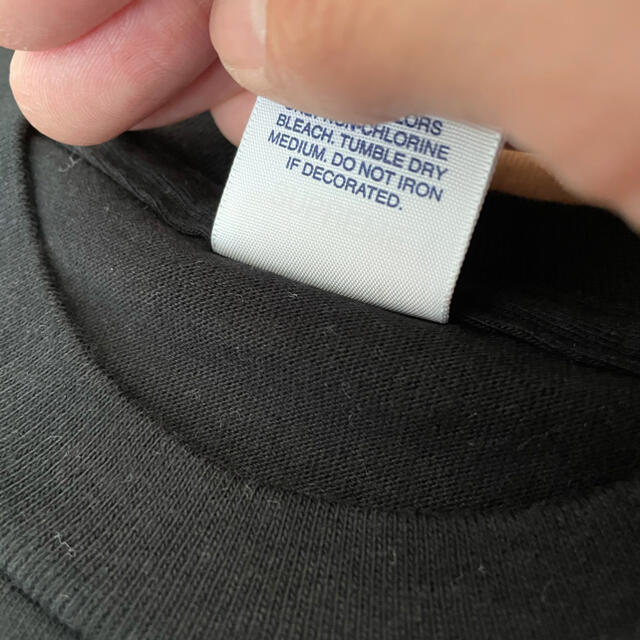 BLEACH. TUMBLE DRY
MEDIUM. DO NOT IRON
IF DECORATED.